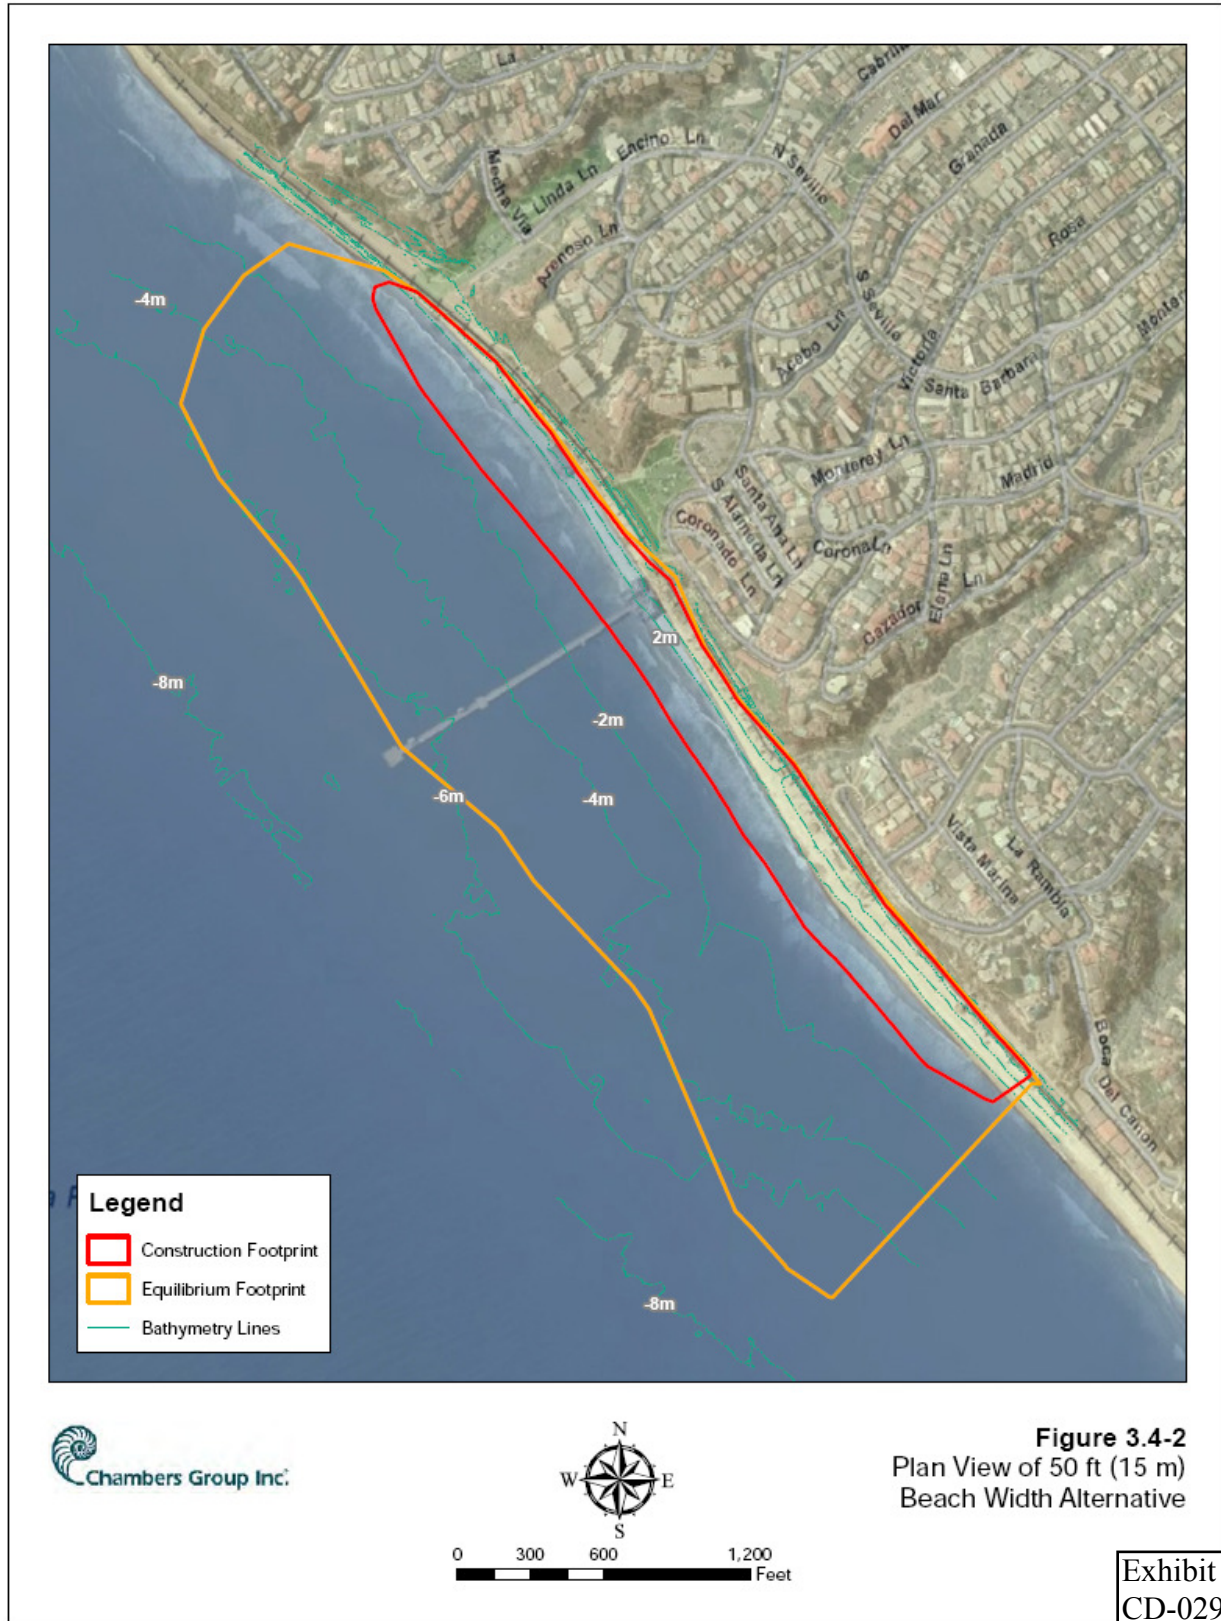 La
Cabrillo
Del Mar
Granada
Encino Ln
N Seville
Mecha Via
Linda Ln
Rosa
Arenoso Ln
S Seville
-4m
Acebo Ln
Victoria
Santa Barbara
Monterey Ln
Madrid
Santa Ana Ln
S Alameda Ln
Coronado Ln
Corona Ln
Elena Ln
Ln
Cazador
2m
-8m
-2m
-6m
-4m
Vista Marina
La Rambla
Boca Del Canon
Legend
Construction Footprint
Equilibrium Footprint
Bathymetry Lines
-8m
Chambers Group Inc.
N
W E
S
Figure 3.4-2
Plan View of 50 ft (15 m)
Beach Width Alternative
0 300 600 1,200
Feet
Exhibit
CD-029